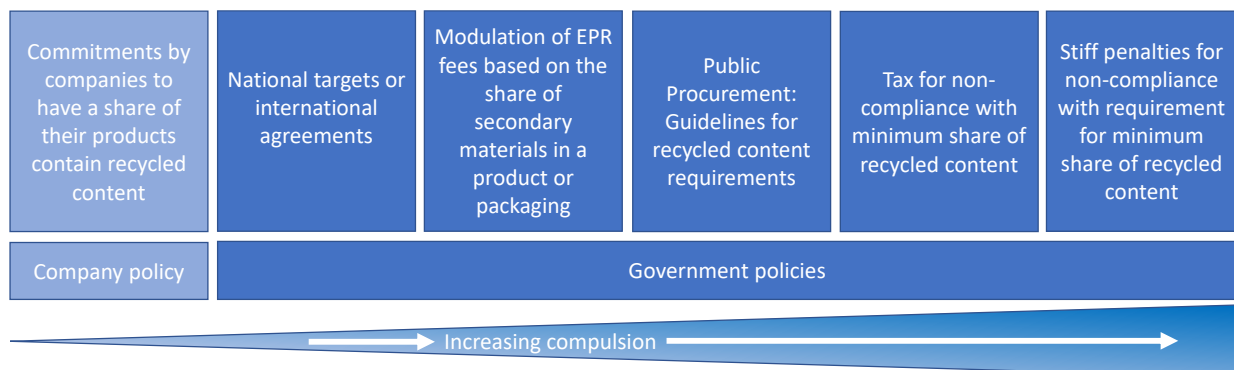 Commitments by
companies to
have a share of
their products
contain recycled
content
National targets or
international
agreements
Modulation of EPR
fees based on the
share of
secondary
materials in a
product or
packaging
Public
Procurement:
Guidelines for
recycled content
requirements
Tax for non-
compliance with
minimum share of
recycled content
Stiff penalties for
non-compliance
with requirement
for minimum
share of recycled
content
Company policy
Government policies
Increasing compulsion